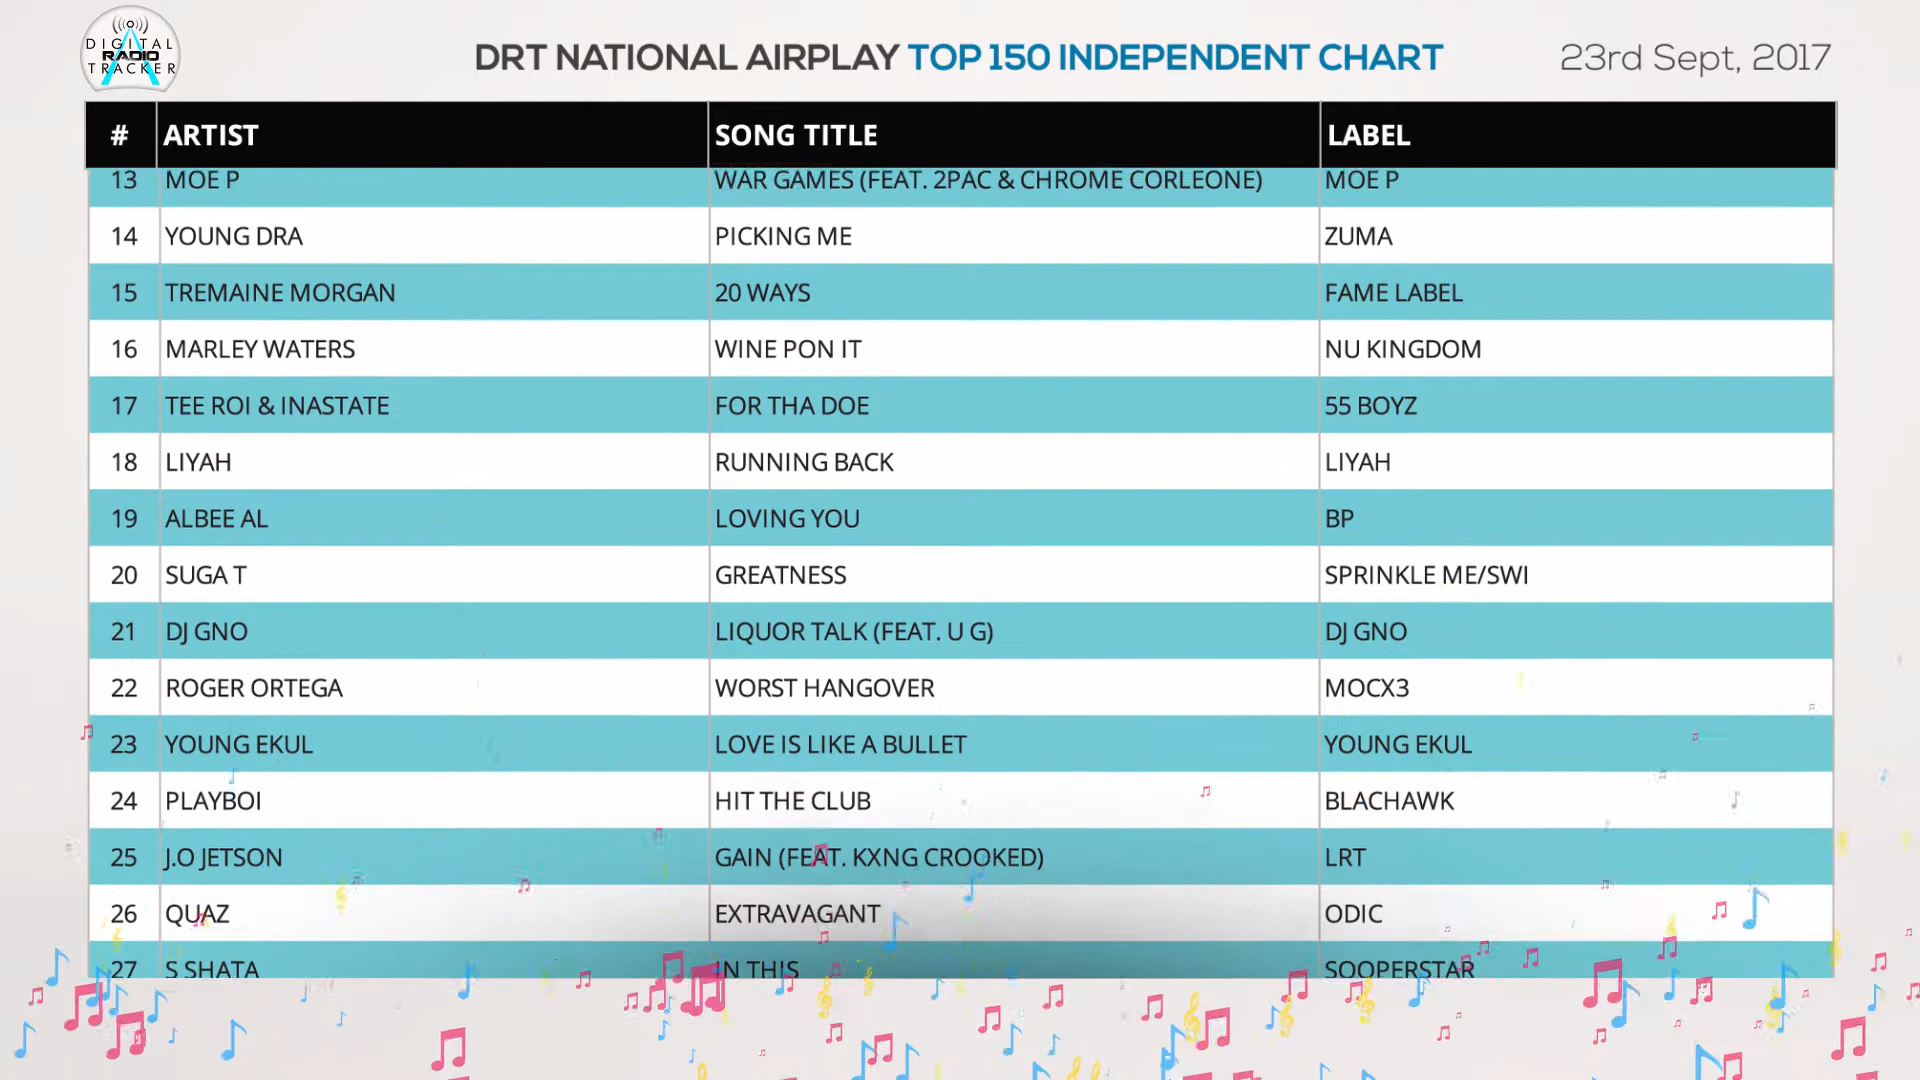 DIGITAL
RADIO
TRACKER
DRT NATIONAL AIRPLAY TOP 150 INDEPENDENT CHART
23rd Sept, 2017
# ARTIST SONG TITLE LABEL
13 MOE P WAR GAMES (FEAT. 2PAC & CHROME CORLEONE) MOE P
14 YOUNG DRA PICKING ME ZUMA
15 TREMAINE MORGAN 20 WAYS FAME LABEL
16 MARLEY WATERS WINE PON IT NU KINGDOM
17 TEE ROI & INASTATE FOR THA DOE 55 BOYZ
18 LIYAH RUNNING BACK LIYAH
19 ALBEE AL LOVING YOU BP
20 SUGA T GREATNESS SPRINKLE ME/SWI
21 DJ GNO LIQUOR TALK (FEAT. U G) DJ GNO
22 ROGER ORTEGA WORST HANGOVER MOCX3
23 YOUNG EKUL LOVE IS LIKE A BULLET YOUNG EKUL
24 PLAYBOI HIT THE CLUB BLACHAWK
25 J.O JETSON GAIN (FEAT. KXNG CROOKED) LRT
26 QUAZ EXTRAVAGANT ODIC
27 S SHATA IN THIS SOOPERSTAR